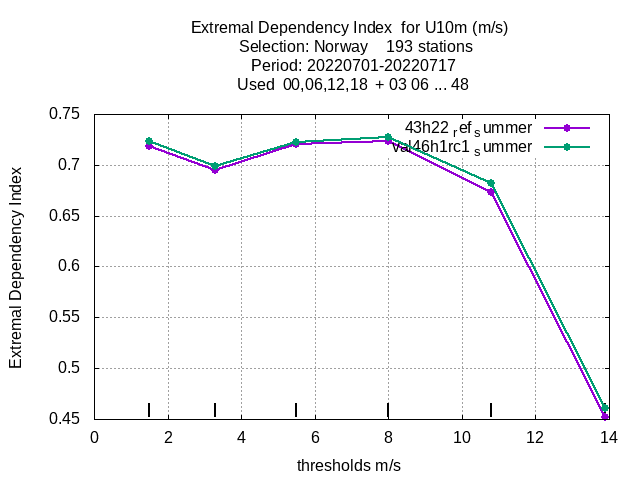 Extremal Dependency Index  for U10m (m/s)
Selection: Norway    193 stations
Period: 20220701-20220717
Used  00,06,12,18  + 03 06 ... 48
43h22 ref summer
Val46h1rc1 summer
Extremal Dependency Index
0.75
0.7
0.65
0.6
0.55
0.5
0.45
0 2 4 6 8 10 12 14
thresholds m/s